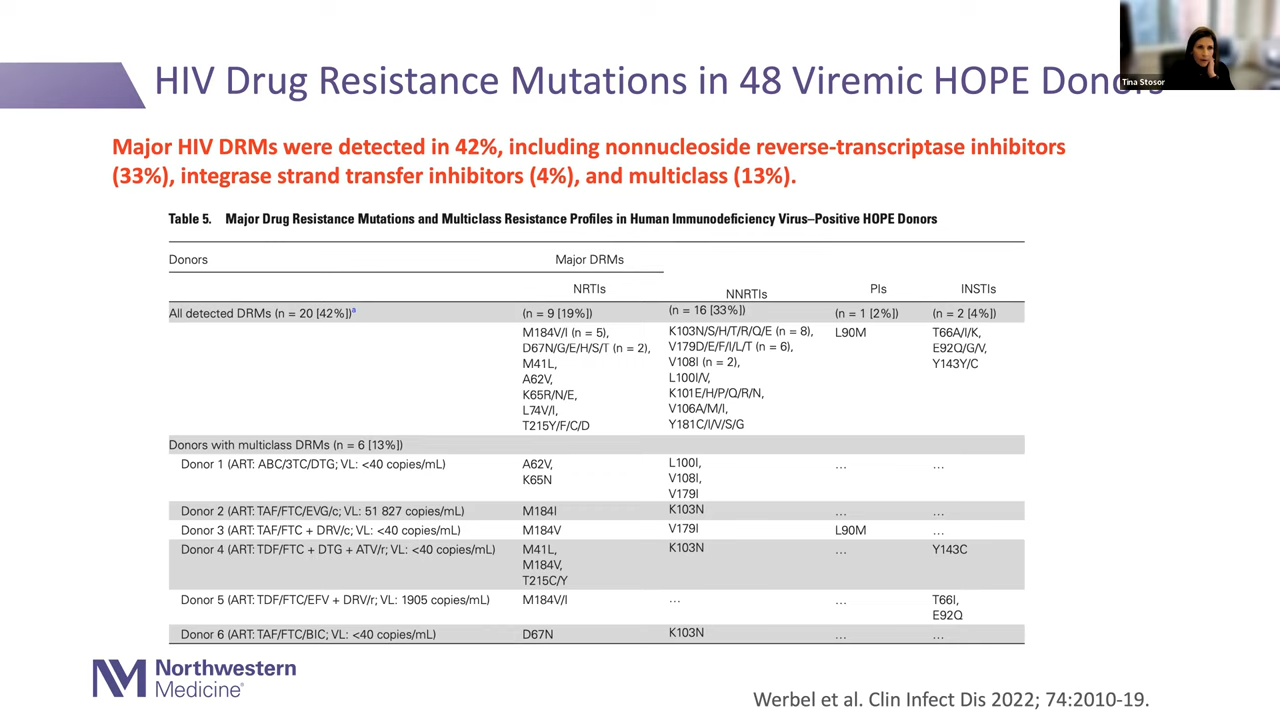 HIV Drug Resistance Mutations in 48 Viremic HOPE Donors
Tina Stosor
Major HIV DRMs were detected in 42%, including nonnucleoside reverse-transcriptase inhibitors
(33%), integrase strand transfer inhibitors (4%), and multiclass (13%).
Table 5. Major Drug Resistance Mutations and Multiclass Resistance Profiles in Human Immunodeficiency Virus–Positive HOPE Donors
Donors Major DRMs
NRTIs NNRTIs PIs INSTIs
All detected DRMs (n = 20 [42%])a (n = 9 [19%]) (n = 16 [33%]) (n = 1 [2%]) (n = 2 [4%])
M184V/I (n = 5), K103N/S/H/T/R/Q/E (n = 8), L90M T66A/I/K,
D67N/G/E/H/S/T (n = 2), V179D/E/F/I/L/T (n = 6), E92Q/G/V,
M41L, V108I (n = 2), Y143Y/C
A62V, L100I/V,
K65R/N/E, K101E/H/P/Q/R/N,
L74V/I, V106A/M/I,
T215Y/F/C/D Y181C/I/V/S/G
Donors with multiclass DRMs (n = 6 [13%])
Donor 1 (ART: ABC/3TC/DTG; VL: <40 copies/mL) A62V, L100I, … …
K65N V108I,
V179I
Donor 2 (ART: TAF/FTC/EVG/c; VL: 51 827 copies/mL) M184I K103N … …
Donor 3 (ART: TAF/FTC + DRV/c; VL: <40 copies/mL) M184V V179I L90M …
Donor 4 (ART: TDF/FTC + DTG + ATV/r; VL: <40 copies/mL) M41L, K103N … Y143C
M184V,
T215C/Y
Donor 5 (ART: TDF/FTC/EFV + DRV/r; VL: 1905 copies/mL) M184V/I … … T66I,
E92Q
Donor 6 (ART: TAF/FTC/BIC; VL: <40 copies/mL) D67N K103N … …
NM Northwestern
Medicine®
Werbel et al. Clin Infect Dis 2022; 74:2010-19.